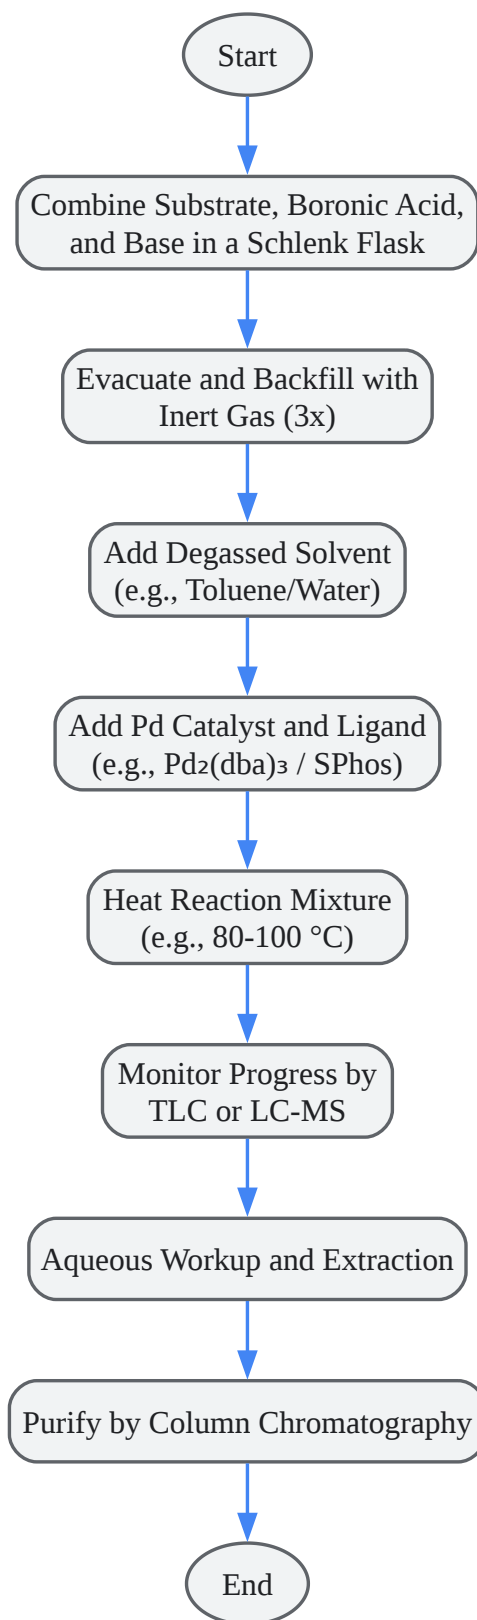 Start
Combine Substrate, Boronic Acid,
and Base in a Schlenk Flask
Evacuate and Backfill with
Inert Gas (3x)
Add Degassed Solvent
(e.g., Toluene/Water)
Add Pd Catalyst and Ligand
(e.g., Pd₂(dba)₃ / SPhos)
Heat Reaction Mixture
(e.g., 80-100 °C)
Monitor Progress by
TLC or LC-MS
Aqueous Workup and Extraction
Purify by Column Chromatography
End